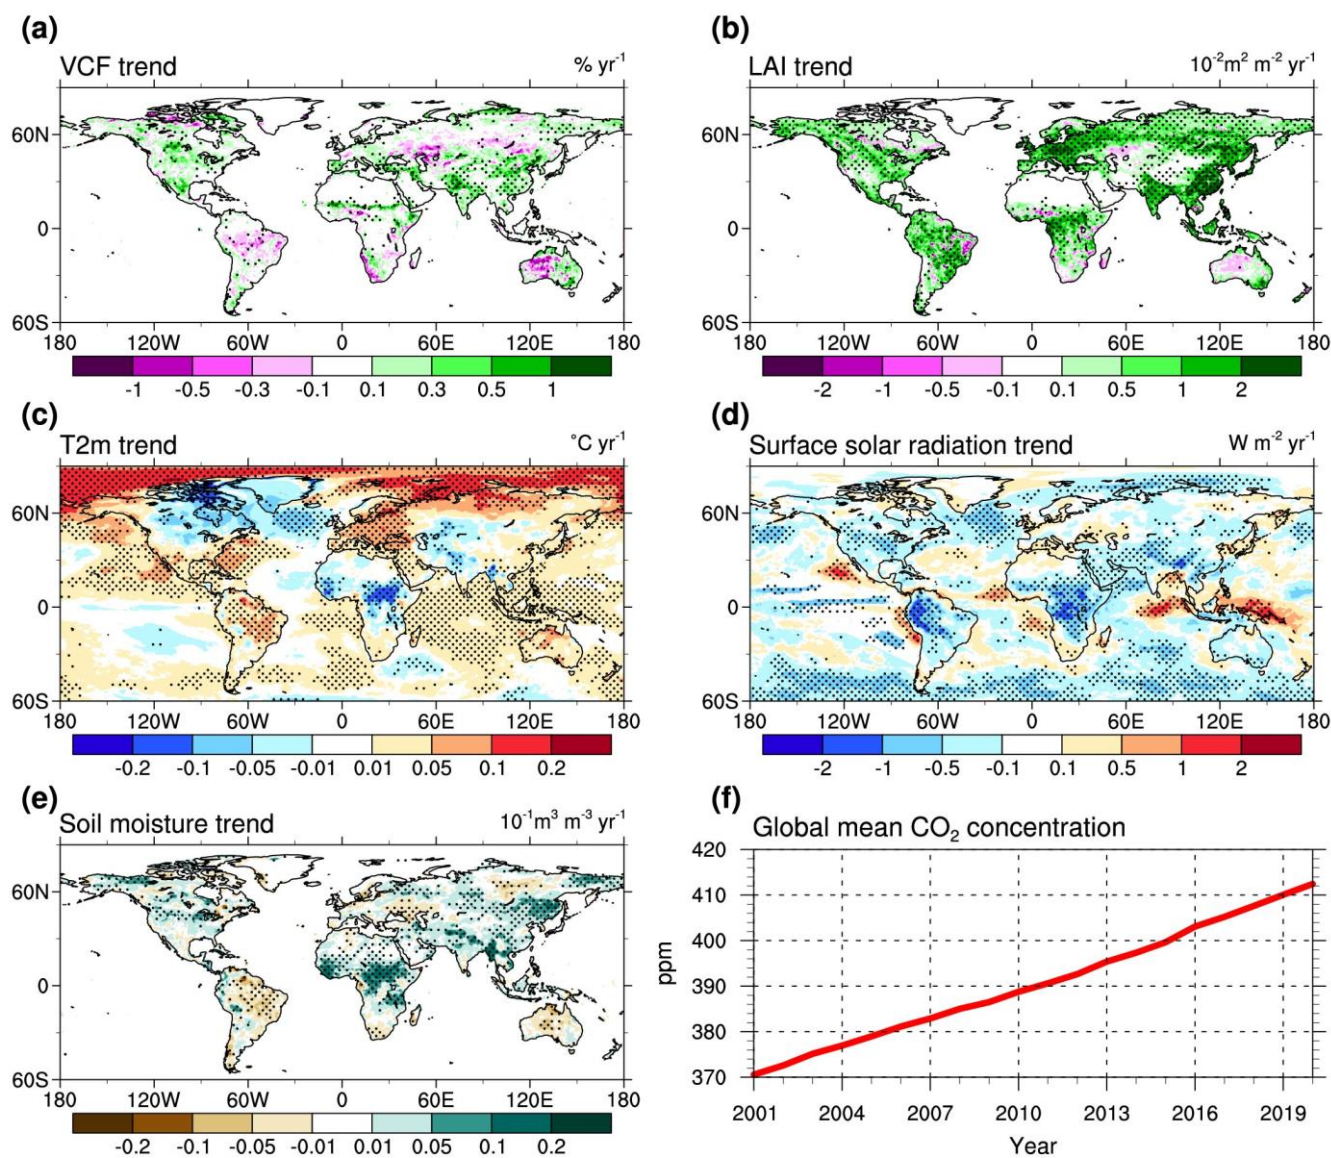 (a)
VCF trend % yr-1
60N
0
60S
180 120W 60W 0 60E 120E 180
-1 -0.5 -0.3 -0.1 0.1 0.3 0.5 1
(b)
LAI trend 10-2m2 m-2 yr-1
60N
0
60S
180 120W 60W 0 60E 120E 180
-2 -1 -0.5 -0.1 0.1 0.5 1 2
(c)
T2m trend °C yr-1
60N
0
60S
180 120W 60W 0 60E 120E 180
-0.2 -0.1 -0.05 -0.01 0.01 0.05 0.1 0.2
(d)
Surface solar radiation trend W m-2 yr-1
60N
0
60S
180 120W 60W 0 60E 120E 180
-2 -1 -0.5 -0.1 0.1 0.5 1 2
(e)
Soil moisture trend 10-1m3 m-3 yr-1
60N
0
60S
180 120W 60W 0 60E 120E 180
-0.2 -0.1 -0.05 -0.01 0.01 0.05 0.1 0.2
(f)
Global mean CO2 concentration
420
410
400
390
380
370
ppm
2001 2004 2007 2010 2013 2016 2019
Year